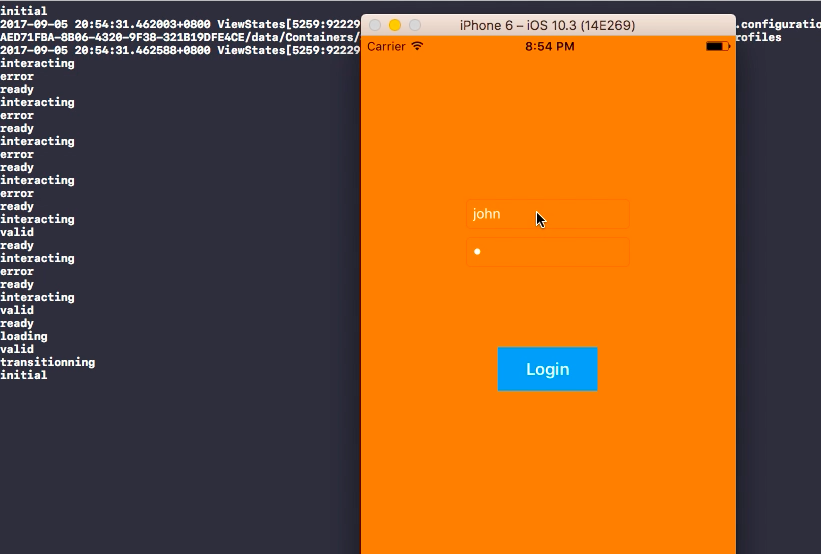 initial
2017-09-05 20:54:31.462003+0800 ViewStates[5259:92229
.configuratio
AED71FBA-8B06-4320-9F38-321B19DFE4CE/data/Containers/
rofiles
2017-09-05 20:54:31.462588+0800 ViewStates[5259:92229
interacting
error
ready
interacting
error
ready
interacting
error
ready
interacting
error
ready
interacting
valid
ready
interacting
error
ready
interacting
valid
ready
loading
valid
transitionning
initial
iPhone 6 – iOS 10.3 (14E269)
Carrier 8:54 PM
john
Login